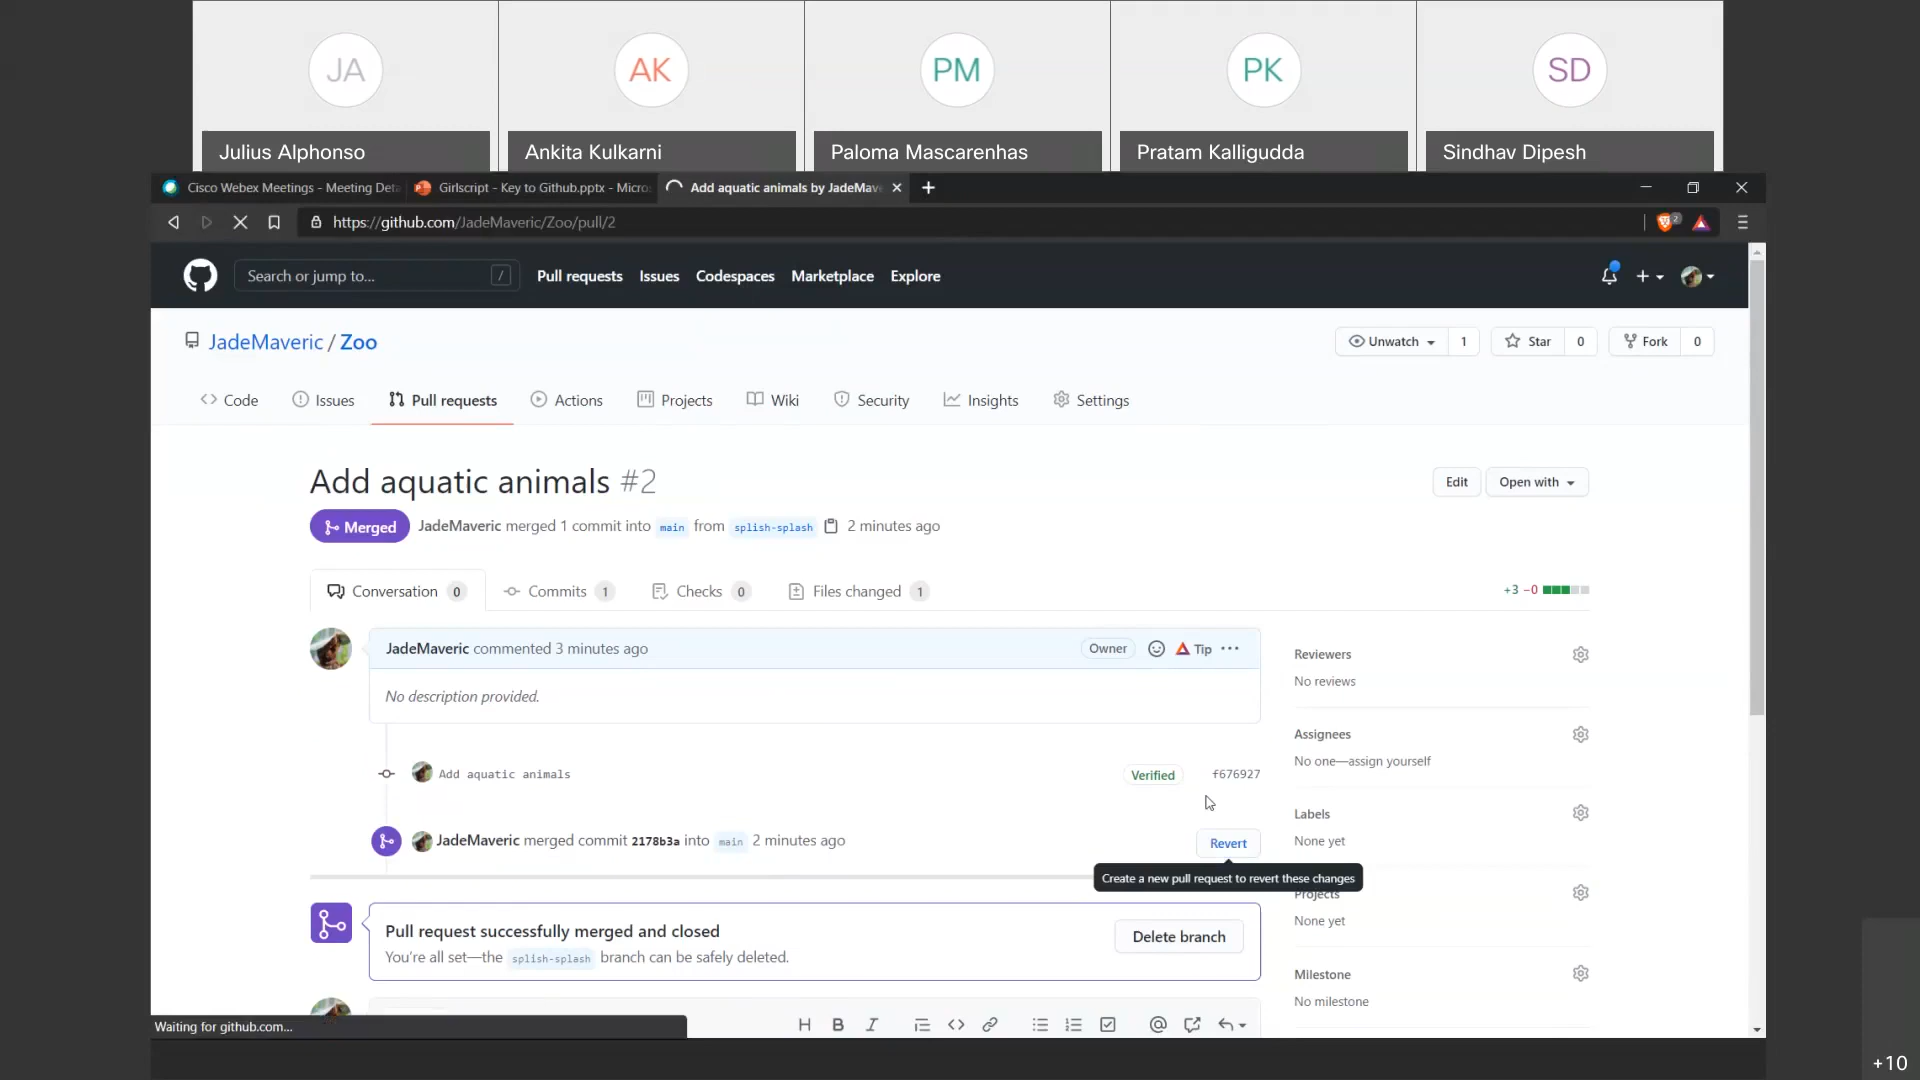 JA
AK
PM
PK
SD
Julius Alphonso
Ankita Kulkarni
Paloma Mascarenhas
Pratam Kalligudda
Sindhav Dipesh
Cisco Webex Meetings - Meeting Deta
Girlscript - Key to Github.pptx - Micro
Add aquatic animals by JadeMave
https://github.com/JadeMaveric/Zoo/pull/2
2
Search or jump to...
/
Pull requests
Issues
Codespaces
Marketplace
Explore
JadeMaveric / Zoo
Unwatch 1
Star 0
Fork 0
Code
Issues
Pull requests
Actions
Projects
Wiki
Security
Insights
Settings
Add aquatic animals #2
Edit
Open with
Merged
JadeMaveric merged 1 commit into main from splish-splash 2 minutes ago
Conversation 0
Commits 1
Checks 0
Files changed 1
+3 −0
JadeMaveric commented 3 minutes ago
Owner
Tip
No description provided.
Reviewers
No reviews
Assignees
No one—assign yourself
Add aquatic animals
Verified
f676927
Labels
None yet
JadeMaveric merged commit 2178b3a into main 2 minutes ago
Revert
Create a new pull request to revert these changes
Projects
None yet
Pull request successfully merged and closed
You're all set—the splish-splash branch can be safely deleted.
Delete branch
Milestone
No milestone
Waiting for github.com...
H B I
+10